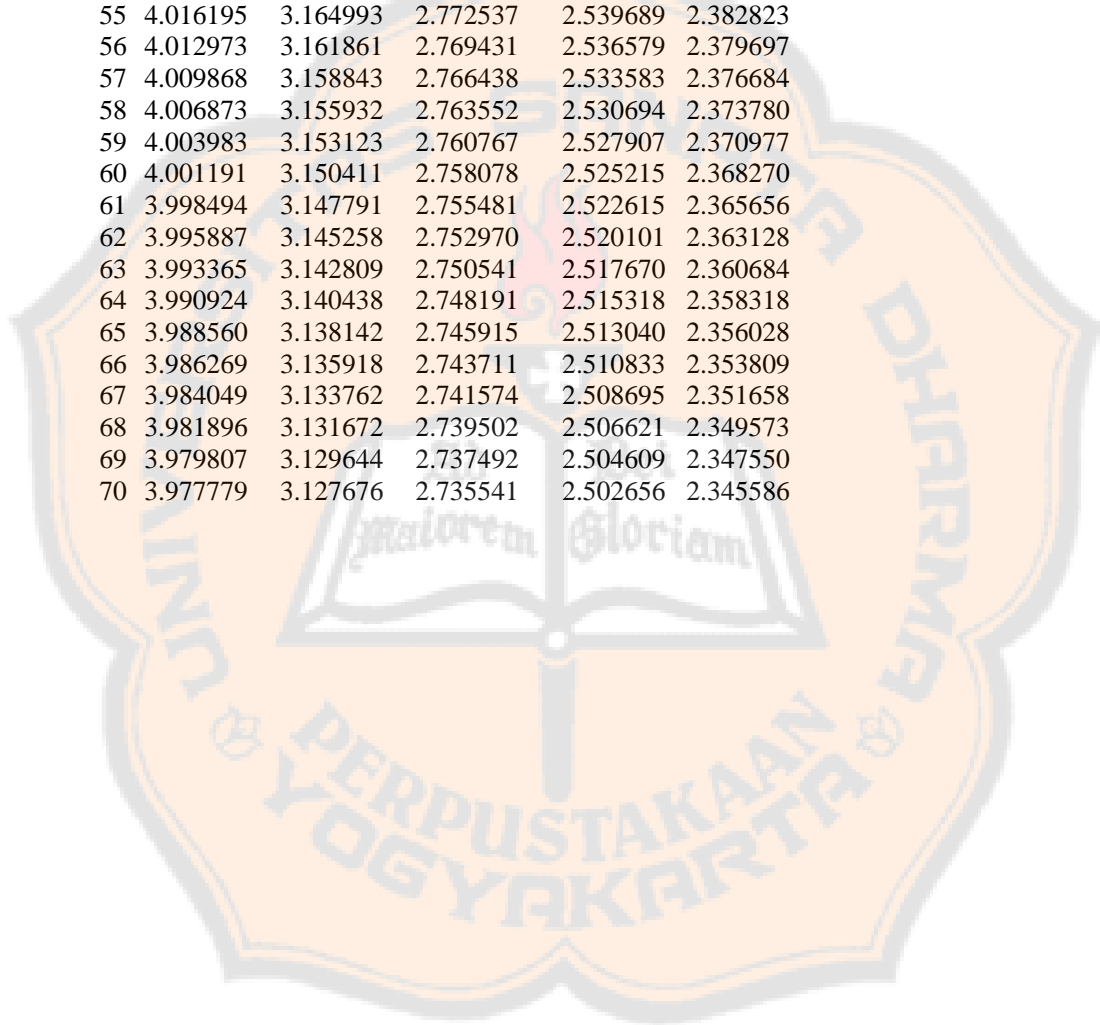 55 4.016195 3.164993 2.772537 2.539689 2.382823
56 4.012973 3.161861 2.769431 2.536579 2.379697
57 4.009868 3.158843 2.766438 2.533583 2.376684
58 4.006873 3.155932 2.763552 2.530694 2.373780
59 4.003983 3.153123 2.760767 2.527907 2.370977
60 4.001191 3.150411 2.758078 2.525215 2.368270
61 3.998494 3.147791 2.755481 2.522615 2.365656
62 3.995887 3.145258 2.752970 2.520101 2.363128
63 3.993365 3.142809 2.750541 2.517670 2.360684
64 3.990924 3.140438 2.748191 2.515318 2.358318
65 3.988560 3.138142 2.745915 2.513040 2.356028
66 3.986269 3.135918 2.743711 2.510833 2.353809
67 3.984049 3.133762 2.741574 2.508695 2.351658
68 3.981896 3.131672 2.739502 2.506621 2.349573
69 3.979807 3.129644 2.737492 2.504609 2.347550
70 3.977779 3.127676 2.735541 2.502656 2.345586
UNIVERSITAS SANATA DHARMA
Ad Dei
Maiorem Gloriam
PERPUSTAKAAN
YOGYAKARTA